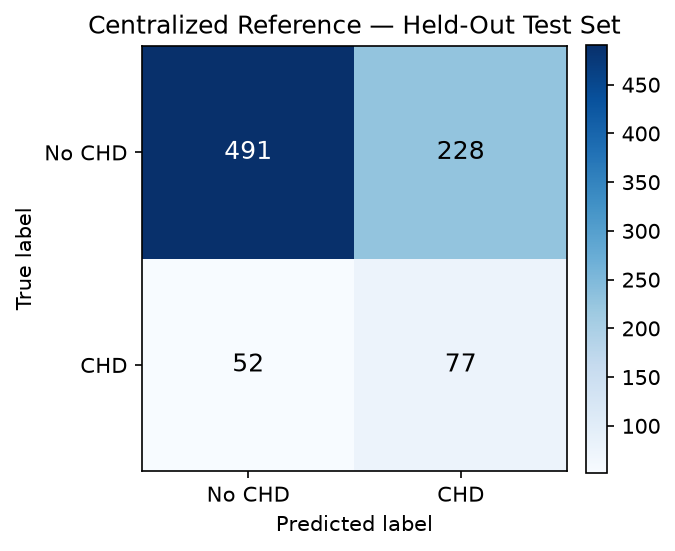 Centralized Reference — Held-Out Test Set
True label
No CHD
CHD
491
228
52
77
No CHD
CHD
Predicted label
450
400
350
300
250
200
150
100